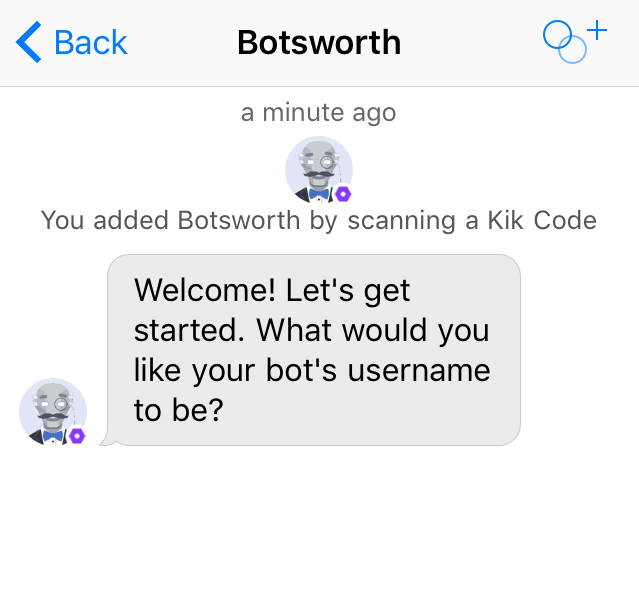 Back
Botsworth
a minute ago
You added Botsworth by scanning a Kik Code
Welcome! Let's get
started. What would you
like your bot's username
to be?